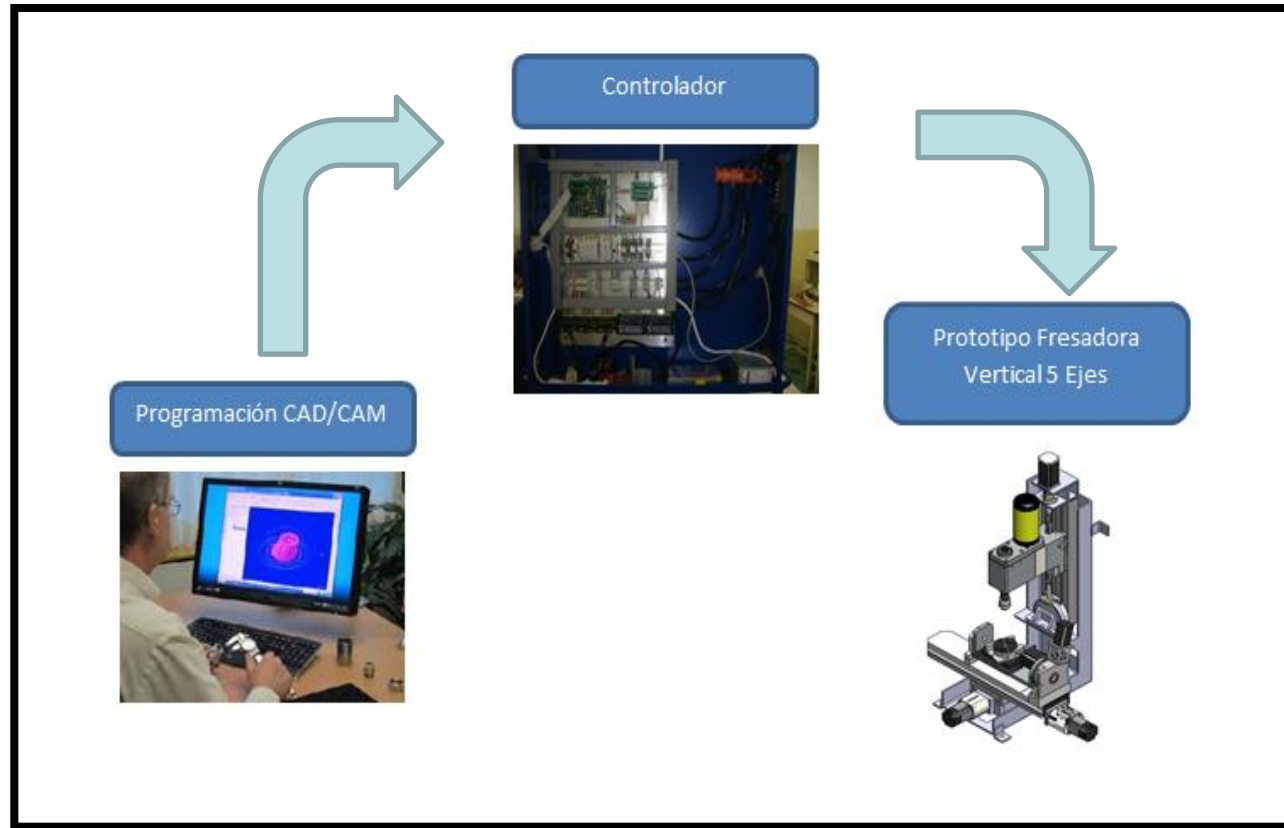 Programación CAD/CAM
Controlador
Prototipo Fresadora
Vertical 5 Ejes